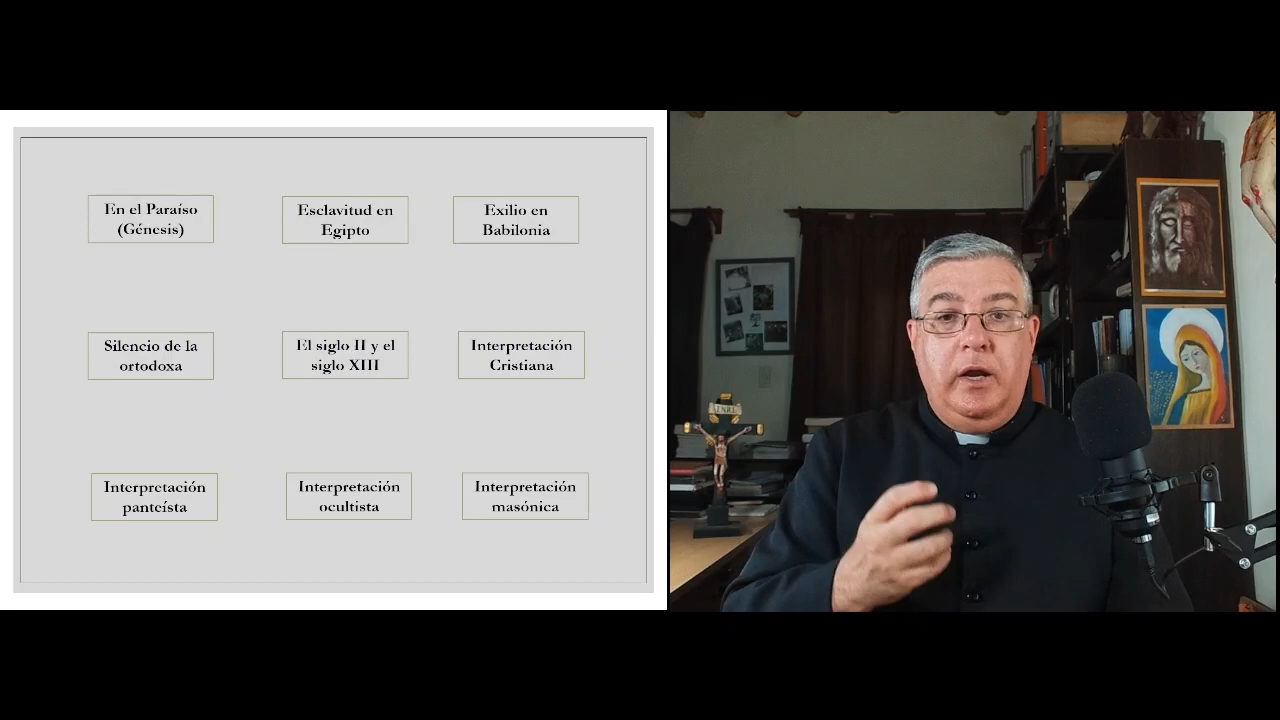 En el Paraíso
(Génesis)
Esclavitud en
Egipto
Exilio en
Babilonia
Silencio de la
ortodoxa
El siglo II y el
siglo XIII
Interpretación
Cristiana
Interpretación
panteísta
Interpretación
ocultista
Interpretación
masónica
I.N.R.I.